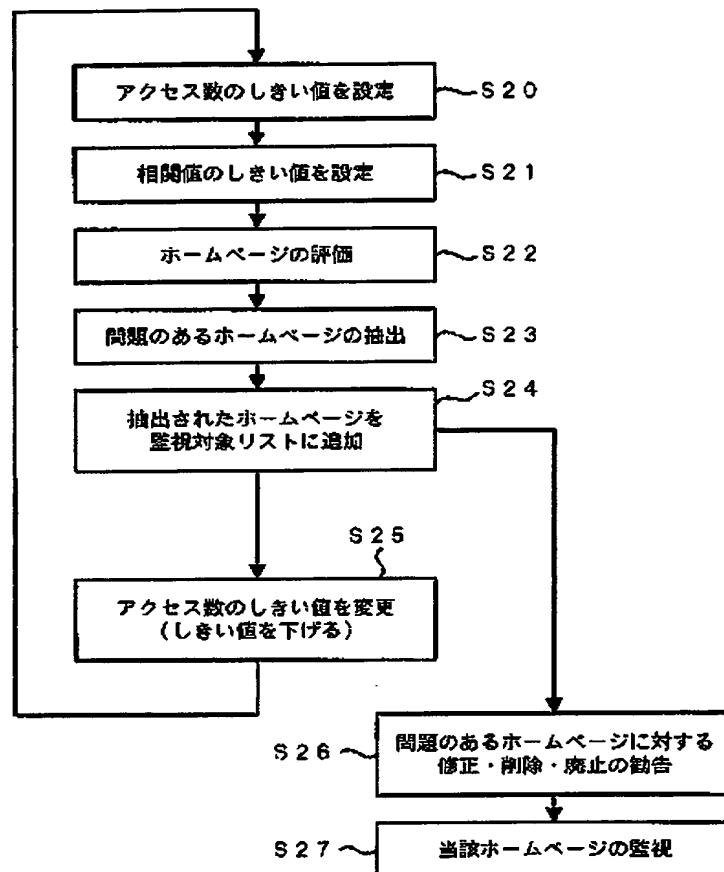 アクセス数のしきい値を設定
S20
相関値のしきい値を設定
S21
ホームページの評価
S22
問題のあるホームページの抽出
S23
抽出されたホームページを
監視対象リストに追加
S24
S25
アクセス数のしきい値を変更
(しきい値を下げる)
S26
問題のあるホームページに対する
修正・削除・廃止の勧告
S27
当該ホームページの監視